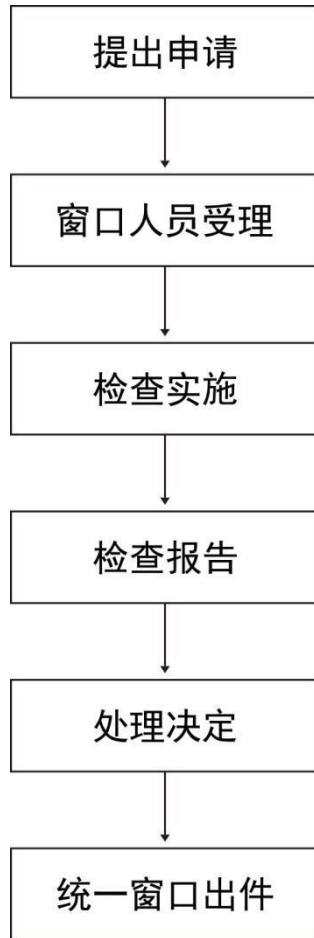 提出申请
窗口人员受理
检查实施
检查报告
处理决定
统一窗口出件